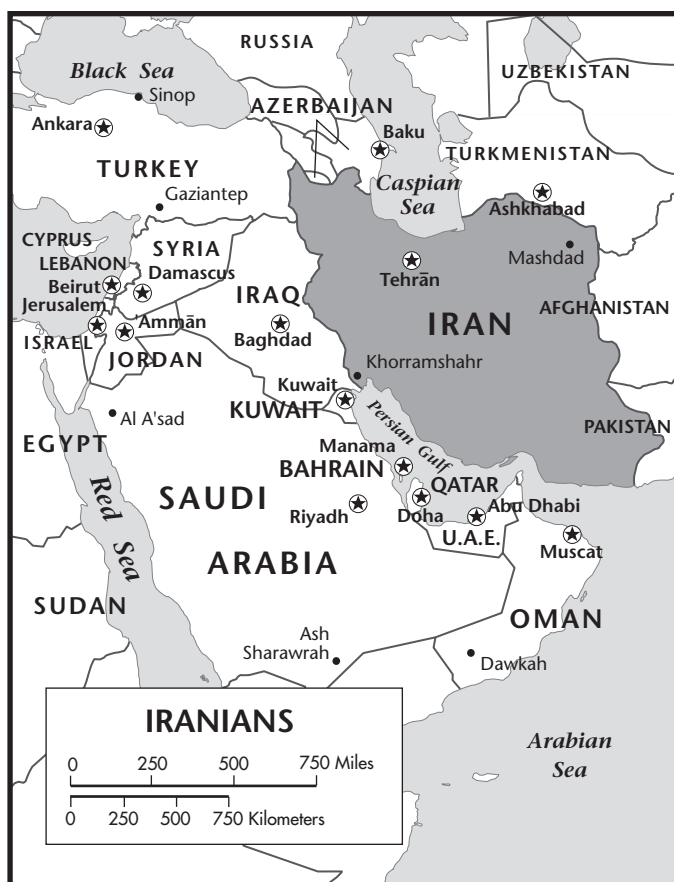 RUSSIA
Black Sea
UZBEKISTAN
Sinop
AZERBAIJAN
Ankara
Baku
TURKMENISTAN
TURKEY
Caspian
Sea
Gaziantep
Ashkhabad
CYPRUS
SYRIA
Mashdad
LEBANON
Damascus
Tehrān
Beirut
IRAQ
Jerusalem
AFGHANISTAN
'Ammān
IRAN
Baghdad
ISRAEL
JORDAN
Khorramshahr
Kuwait
KUWAIT
Al A'sad
Persian Gulf
PAKISTAN
EGYPT
Manama
BAHRAIN
QATAR
SAUDI
Abu Dhabi
Riyadh
Doha
Red Sea
U.A.E.
Muscat
ARABIA
SUDAN
OMAN
Ash
Sharawrah
Dawkah
IRANIANS
Arabian
Sea
0 250 500 750 Miles
0 250 500 750 Kilometers